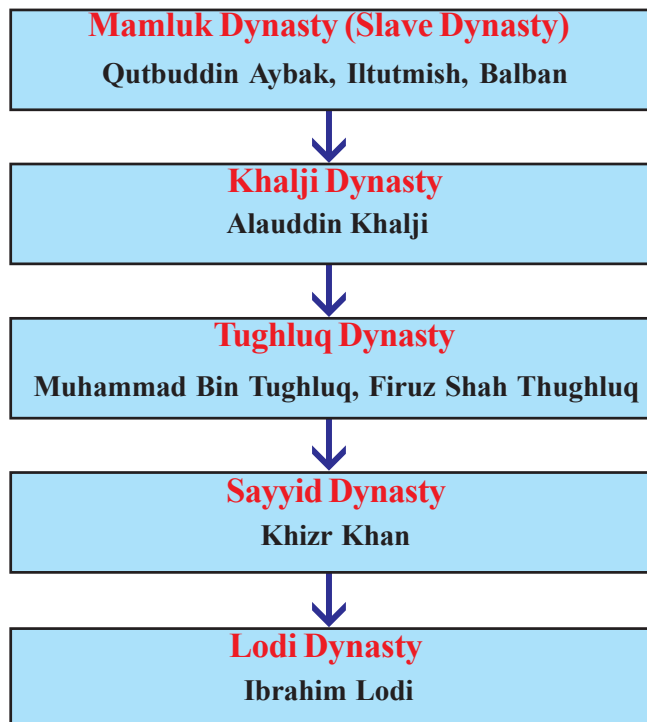 Mamluk Dynasty (Slave Dynasty)
Qutbuddin Aybak, Iltutmish, Balban
Khalji Dynasty
Alauddin Khalji
Tughluq Dynasty
Muhammad Bin Tughluq, Firuz Shah Thughluq
Sayyid Dynasty
Khizr Khan
Lodi Dynasty
Ibrahim Lodi